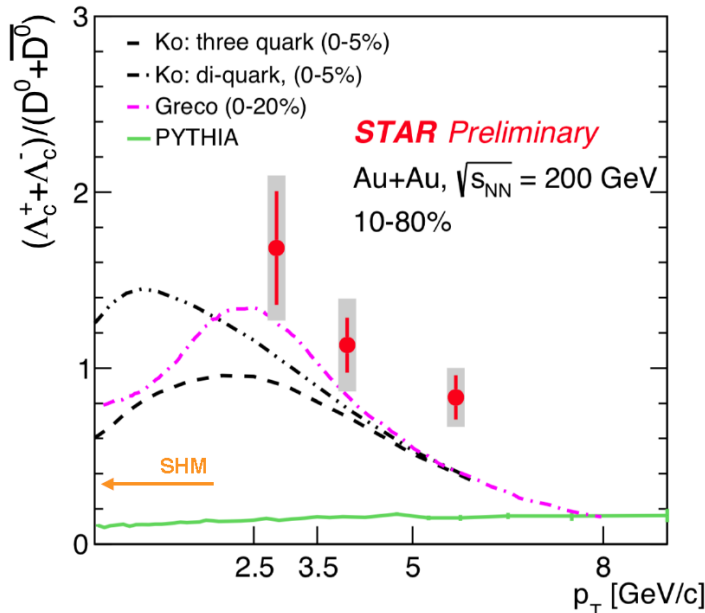 3
Ko: three quark (0-5%)
Ko: di-quark, (0-5%)
Greco (0-20%)
PYTHIA
(Λc⁺+Λc⁻)/(D⁰+D̅⁰)
STAR Preliminary
Au+Au, √sNN = 200 GeV
10-80%
2
1
SHM
0
2.5 3.5 5 8
pT [GeV/c]